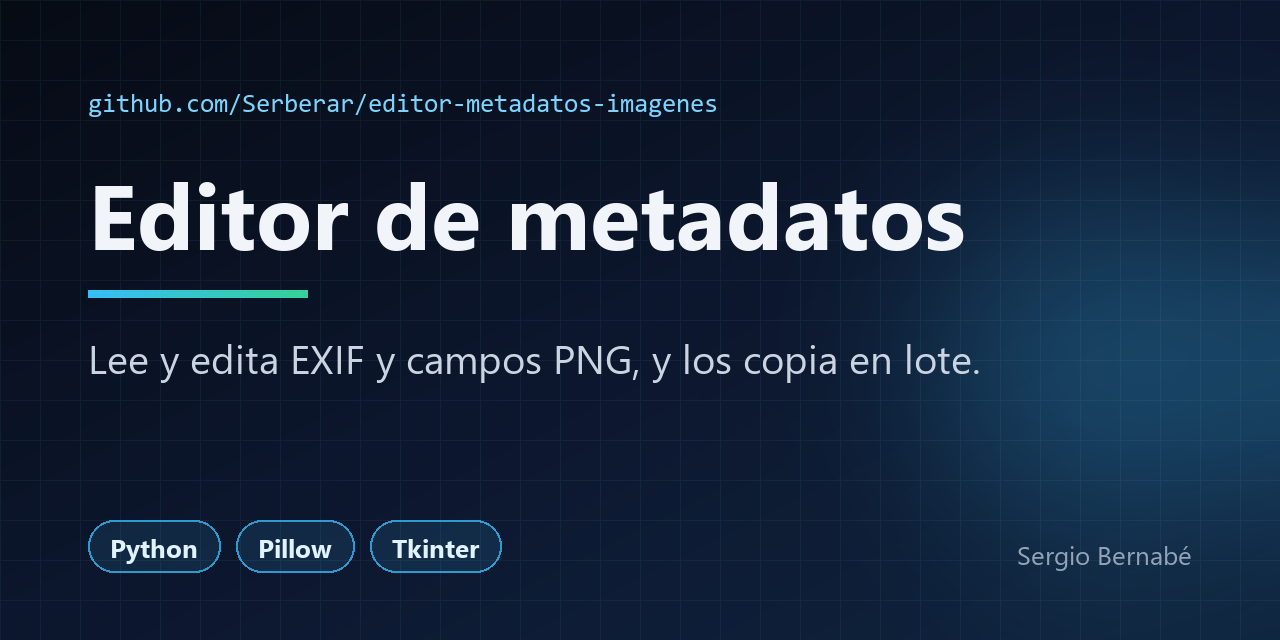 github.com/Serberar/editor-metadatos-imagenes
Editor de metadatos
Lee y edita EXIF y campos PNG, y los copia en lote.
Python Pillow Tkinter
Sergio Bernabé